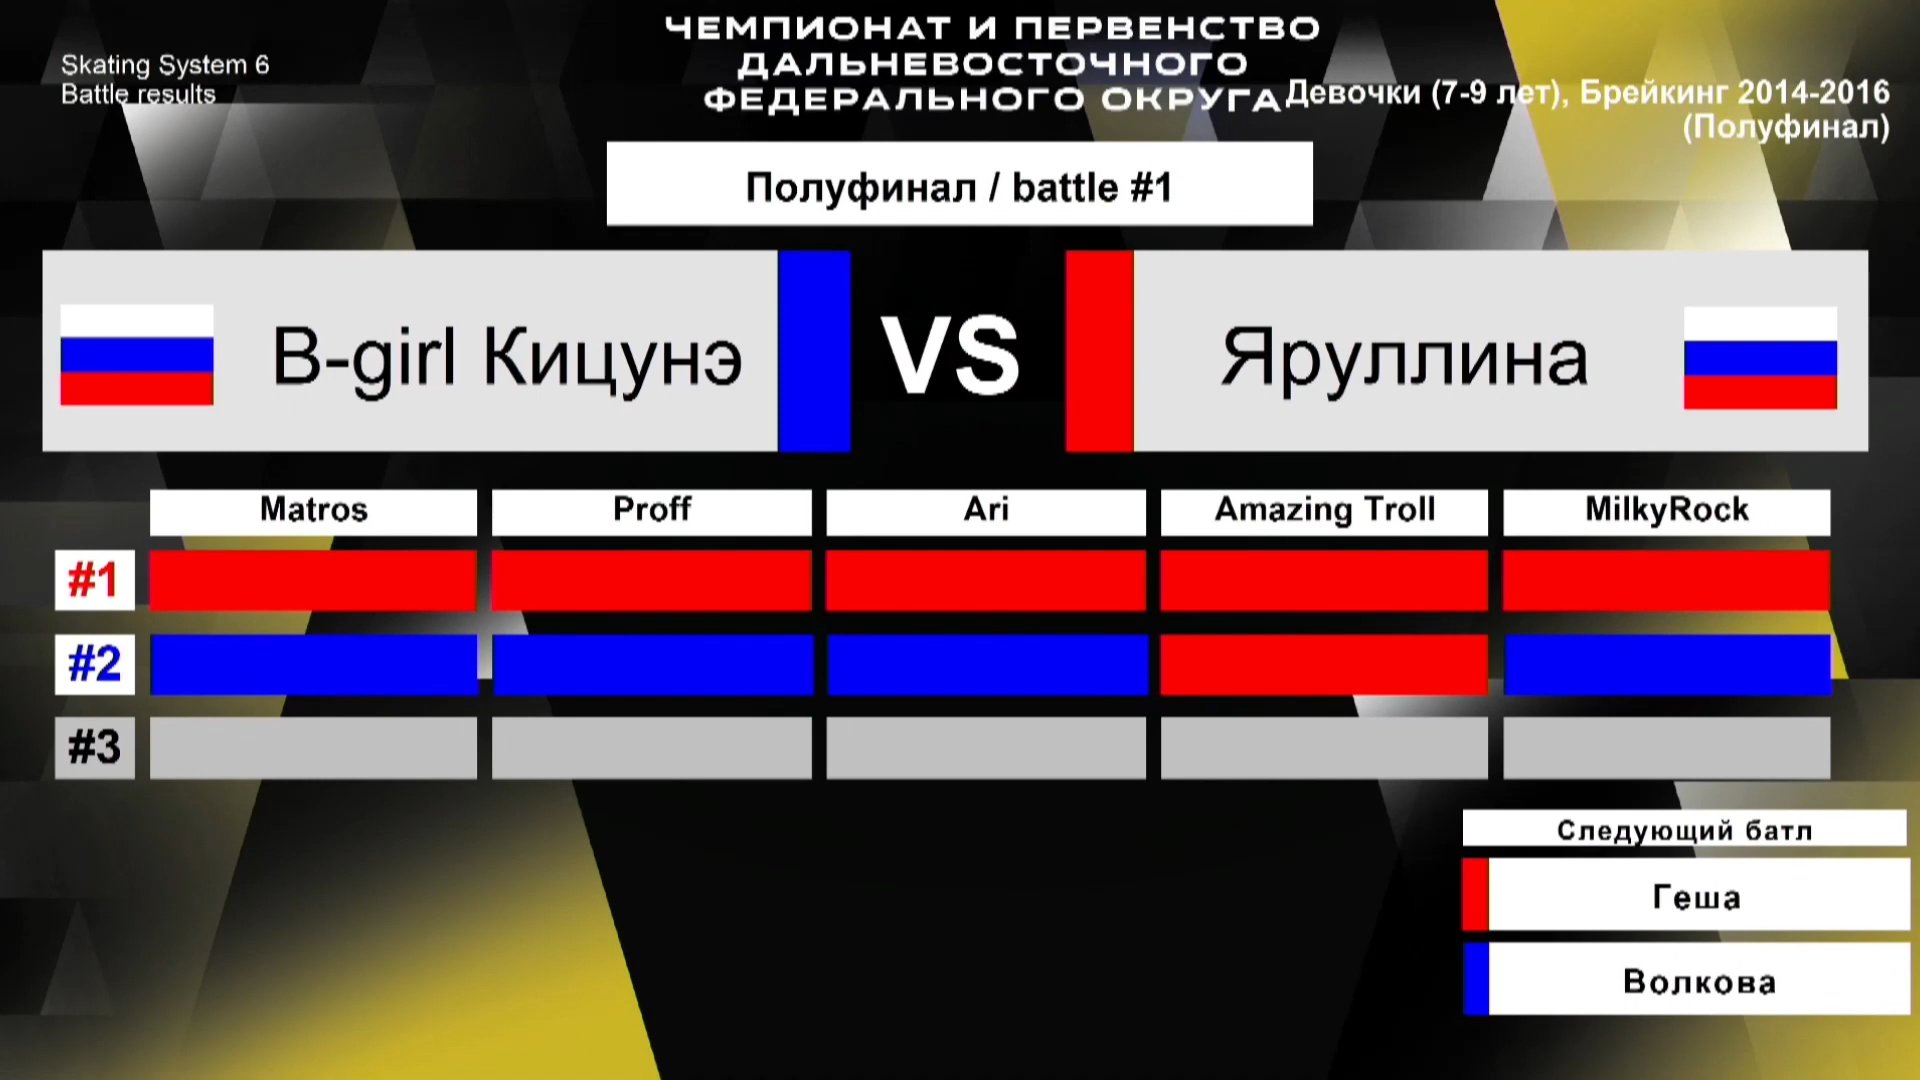 ЧЕМПИОНАТ И ПЕРВЕНСТВО
ДАЛЬНЕВОСТОЧНОГО
ФЕДЕРАЛЬНОГО ОКРУГА
Skating System 6
Battle results
Девочки (7-9 лет), Брейкинг 2014-2016
(Полуфинал)
Полуфинал / battle #1
B-girl Кицунэ
VS
Яруллина
Matros
Proff
Ari
Amazing Troll
MilkyRock
#1
#2
#3
Следующий батл
Геша
Волкова